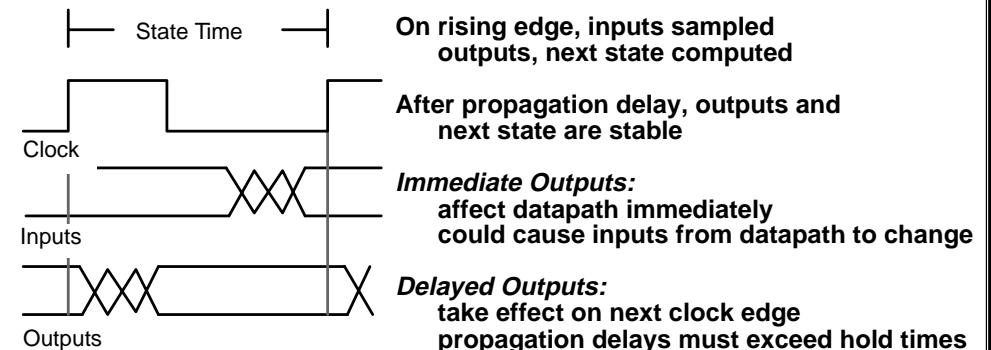 State Time
Clock
Inputs
Outputs
On rising edge, inputs sampled
outputs, next state computed
After propagation delay, outputs and
next state are stable
Immediate Outputs:
affect datapath immediately
could cause inputs from datapath to change
Delayed Outputs:
take effect on next clock edge
propagation delays must exceed hold times